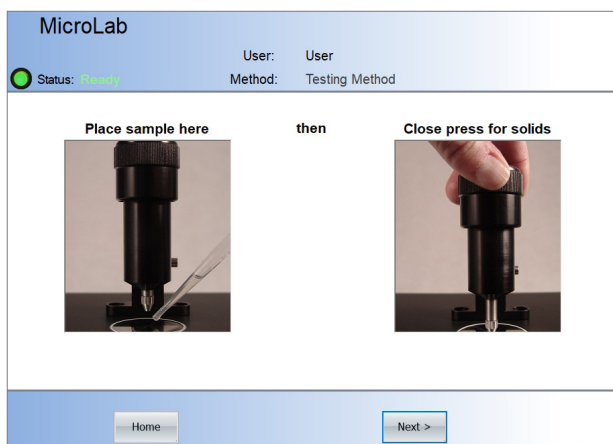 MicroLab
User: User
Status: Ready Method: Testing Method
Place sample here then Close press for solids
Home Next >